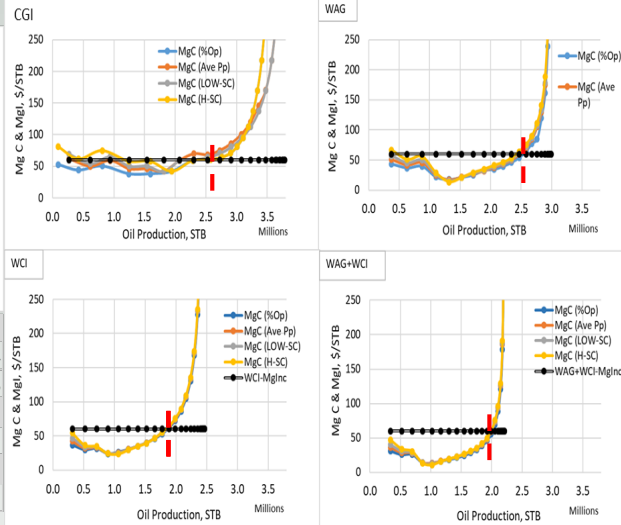 CGI
Mg C & MgI, $/STB
250
200
150
100
50
0
MgC (%Op)
MgC (Ave Pp)
MgC (LOW-SC)
MgC (H-SC)
0.0 0.5 1.0 1.5 2.0 2.5 3.0 3.5
Oil Production, STB
Millions
WAG
Mg C & MgI, $/STB
250
200
150
100
50
0
MgC (%Op)
MgC (Ave
Pp)
0.0 0.5 1.0 1.5 2.0 2.5 3.0 3.5
Oil Production, STB
Millions
WCI
MgC & MgI, $/STB
250
200
150
100
50
0
MgC (%Op)
MgC (Ave Pp)
MgC (LOW-SC)
MgC (H-SC)
WCI-MgInc
0.0 0.5 1.0 1.5 2.0 2.5 3.0 3.5
Oil Production, STB
Millions
WAG+WCI
MgC & MgI, $/STB
250
200
150
100
50
0
MgC (%Op)
MgC (Ave Pp)
MgC (LOW-SC)
MgC (H-SC)
WAG+WCI-MgInc
0.0 0.5 1.0 1.5 2.0 2.5 3.0 3.5
Oil Production, STB
Millions